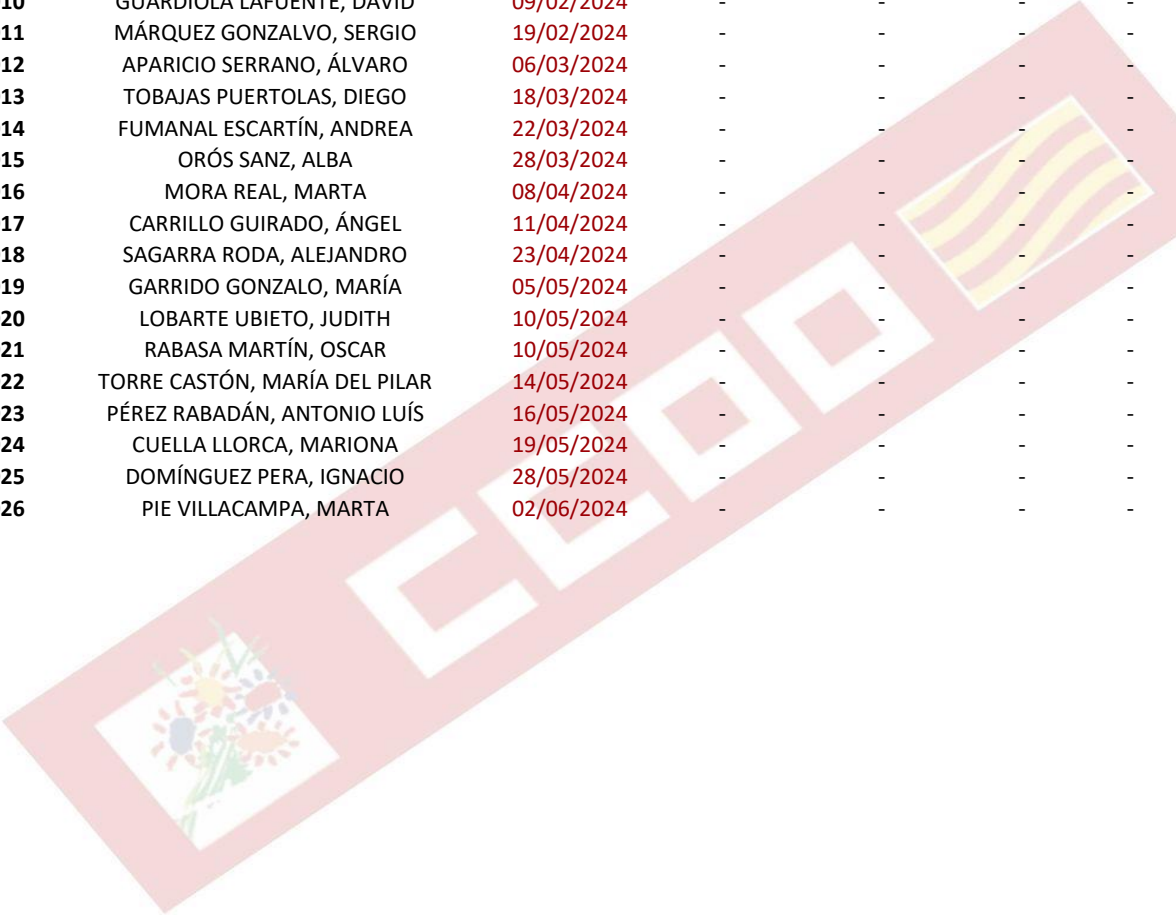 10 GUARDIOLA LAFUENTE, DAVID 09/02/2024 - - - -
11 MÁRQUEZ GONZALVO, SERGIO 19/02/2024 - - - -
12 APARICIO SERRANO, ÁLVARO 06/03/2024 - - - -
13 TOBAJAS PUERTOLAS, DIEGO 18/03/2024 - - - -
14 FUMANAL ESCARTÍN, ANDREA 22/03/2024 - - - -
15 ORÓS SANZ, ALBA 28/03/2024 - - - -
16 MORA REAL, MARTA 08/04/2024 - - - -
17 CARRILLO GUIRADO, ÁNGEL 11/04/2024 - - - -
18 SAGARRA RODA, ALEJANDRO 23/04/2024 - - - -
19 GARRIDO GONZALO, MARÍA 05/05/2024 - - - -
20 LOBARTE UBIETO, JUDITH 10/05/2024 - - - -
21 RABASA MARTÍN, OSCAR 10/05/2024 - - - -
22 TORRE CASTÓN, MARÍA DEL PILAR 14/05/2024 - - - -
23 PÉREZ RABADÁN, ANTONIO LUÍS 16/05/2024 - - - -
24 CUELLA LLORCA, MARIONA 19/05/2024 - - - -
25 DOMÍNGUEZ PERA, IGNACIO 28/05/2024 - - - -
26 PIE VILLACAMPA, MARTA 02/06/2024 - - - -
CCOO